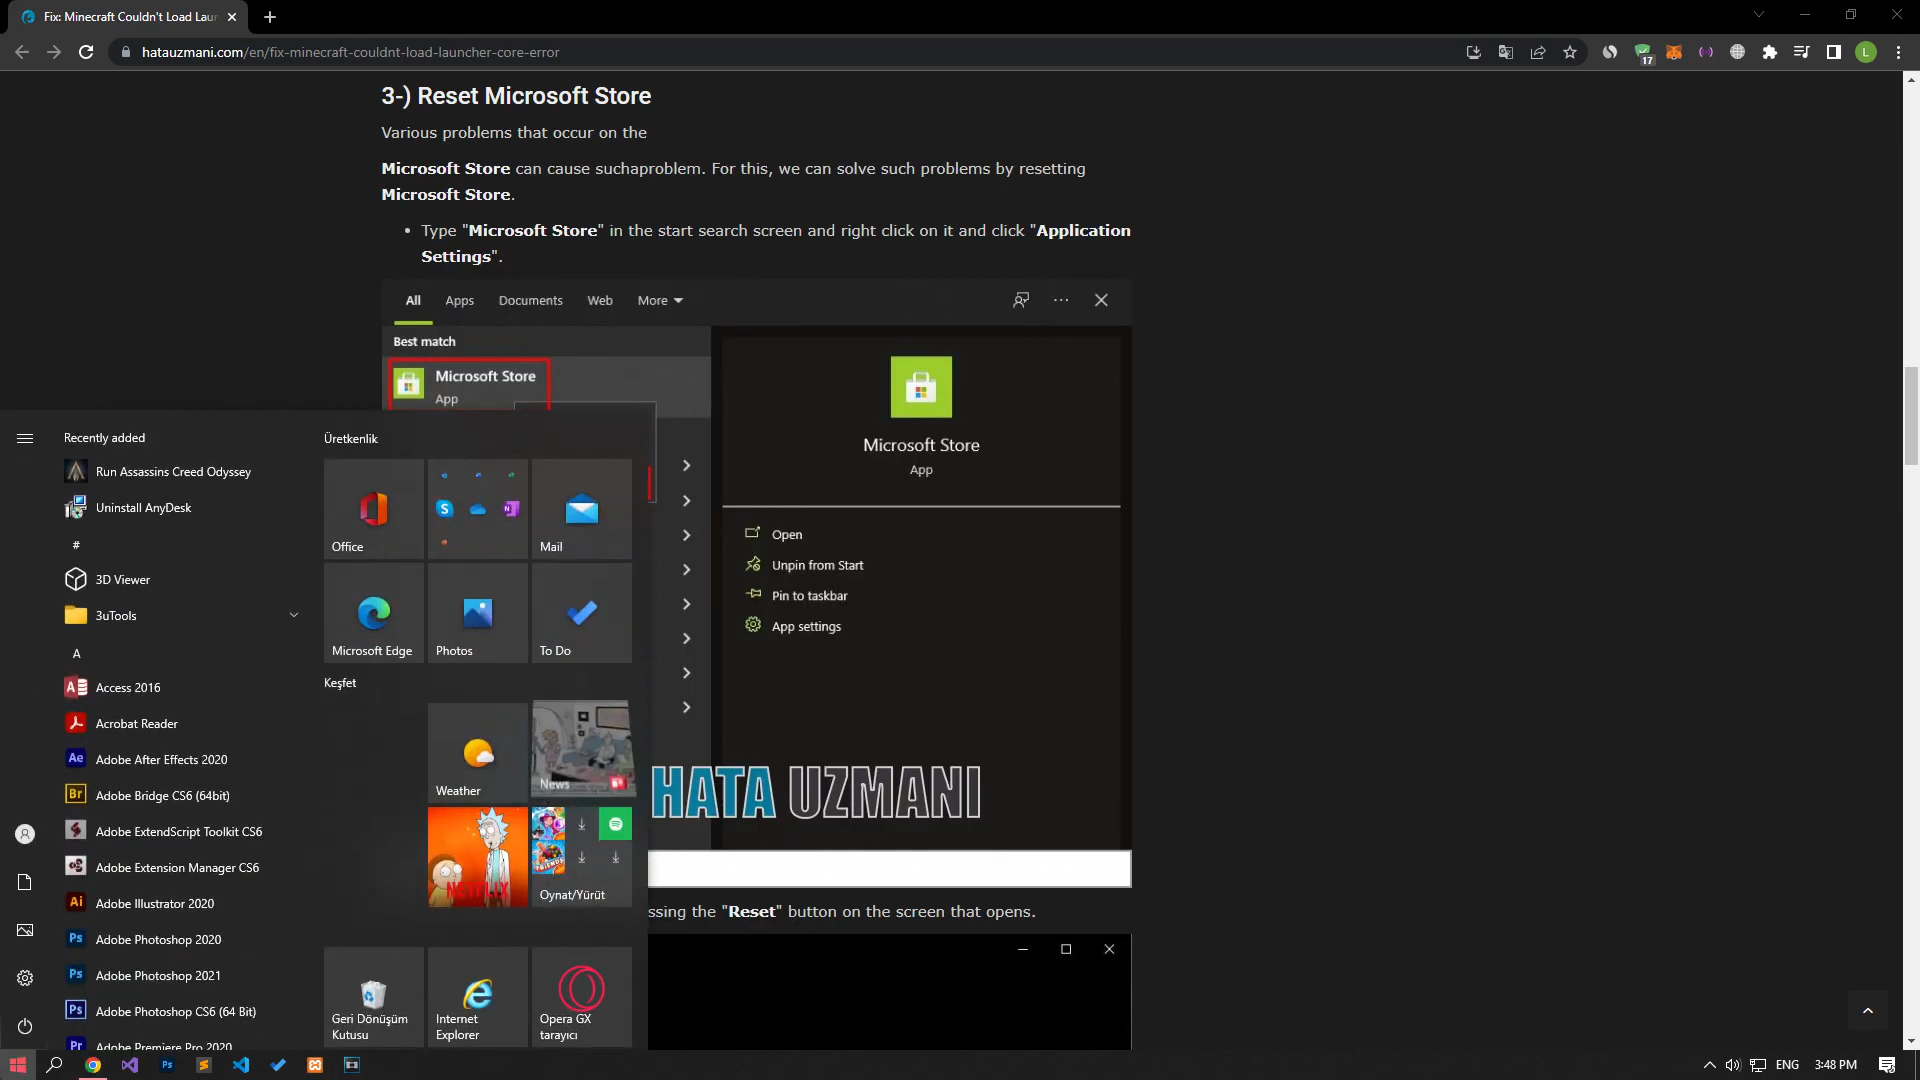 Fix: Minecraft Couldn't Load Laun
hatauzmani.com/en/fix-minecraft-couldnt-load-launcher-core-error
17
L
3-) Reset Microsoft Store
Various problems that occur on the
Microsoft Store can cause suchaproblem. For this, we can solve such problems by resetting
Microsoft Store.
Type "Microsoft Store" in the start search screen and right click on it and click "Application
Settings".
All Apps Documents Web More
Best match
Microsoft Store
App
Microsoft Store
App
Open
Unpin from Start
Pin to taskbar
App settings
HATA UZMANI
ssing the "Reset" button on the screen that opens.
Recently added
Run Assassins Creed Odyssey
Uninstall AnyDesk
#
3D Viewer
3uTools
A
Access 2016
Acrobat Reader
Adobe After Effects 2020
Adobe Bridge CS6 (64bit)
Adobe ExtendScript Toolkit CS6
Adobe Extension Manager CS6
Adobe Illustrator 2020
Adobe Photoshop 2020
Adobe Photoshop 2021
Adobe Photoshop CS6 (64 Bit)
Adobe Premiere Pro 2020
Üretkenlik
Office
Mail
Microsoft Edge
Photos
To Do
Keşfet
Weather
News
NETFLIX
Oynat/Yürüt
Geri Dönüşüm
Kutusu
Internet
Explorer
Opera GX
tarayıcı
ENG
3:48 PM